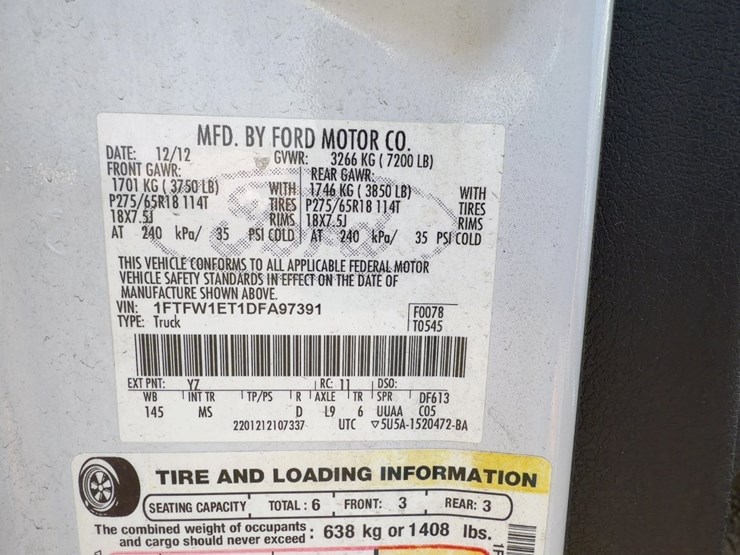 MFD. BY FORD MOTOR CO.
DATE: 12/12 GVWR: 3266 KG ( 7200 LB)
FRONT GAWR: REAR GAWR:
1701 KG ( 3750 LB) WITH 1746 KG ( 3850 LB) WITH
P275/65R18 114T TIRES P275/65R18 114T TIRES
18X7.5J RIMS 18X7.5J RIMS
AT 240 kPa/ 35 PSI COLD AT 240 kPa/ 35 PSI COLD
THIS VEHICLE CONFORMS TO ALL APPLICABLE FEDERAL MOTOR
VEHICLE SAFETY STANDARDS IN EFFECT ON THE DATE OF
MANUFACTURE SHOWN ABOVE.
VIN: 1FTFW1ET1DFA97391 F0078
TYPE: Truck T0545
EXT PNT: YZ RC: 11 DSO:
WB INT TR TP/PS R AXLE TR SPR DF613
145 MS D L9 6 UUAA C05
2201212107337 UTC ▽5U5A-1520472-BA
TIRE AND LOADING INFORMATION
SEATING CAPACITY TOTAL: 6 FRONT: 3 REAR: 3
The combined weight of occupants
and cargo should never exceed : 638 kg or 1408 lbs.